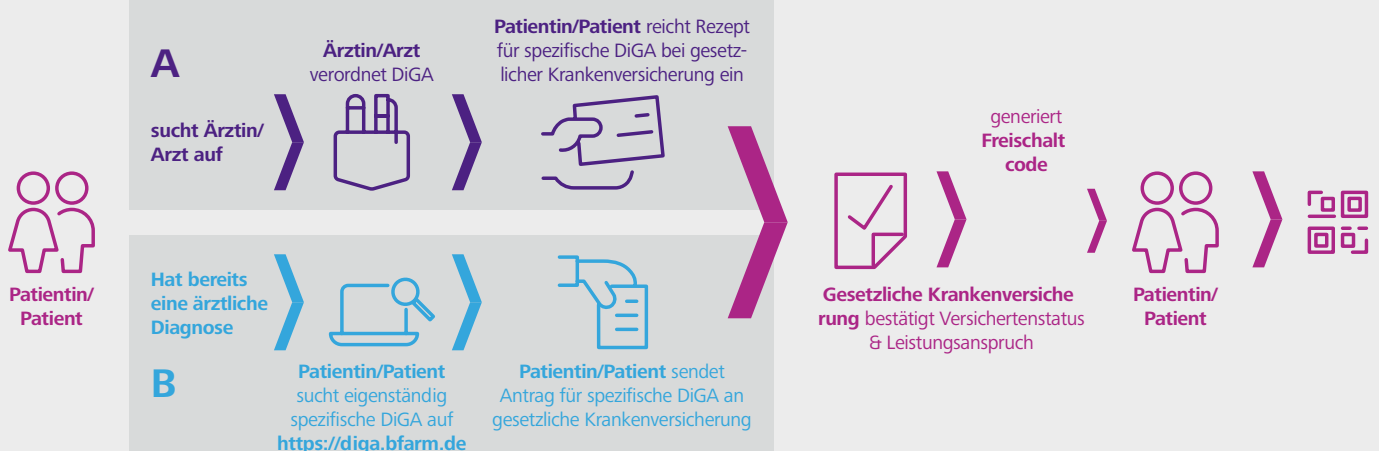 Patientin/
Patient
A
sucht Ärztin/
Arzt auf
Ärztin/Arzt
verordnet DiGA
Patientin/Patient reicht Rezept
für spezifische DiGA bei gesetz-
licher Krankenversicherung ein
Hat bereits
eine ärztliche
Diagnose
B
Patientin/Patient
sucht eigenständig
spezifische DiGA auf
https://diga.bfarm.de
Patientin/Patient sendet
Antrag für spezifische DiGA an
gesetzliche Krankenversicherung
Gesetzliche Krankenversiche
rung bestätigt Versichertenstatus
& Leistungsanspruch
generiert
Freischalt
code
Patientin/
Patient